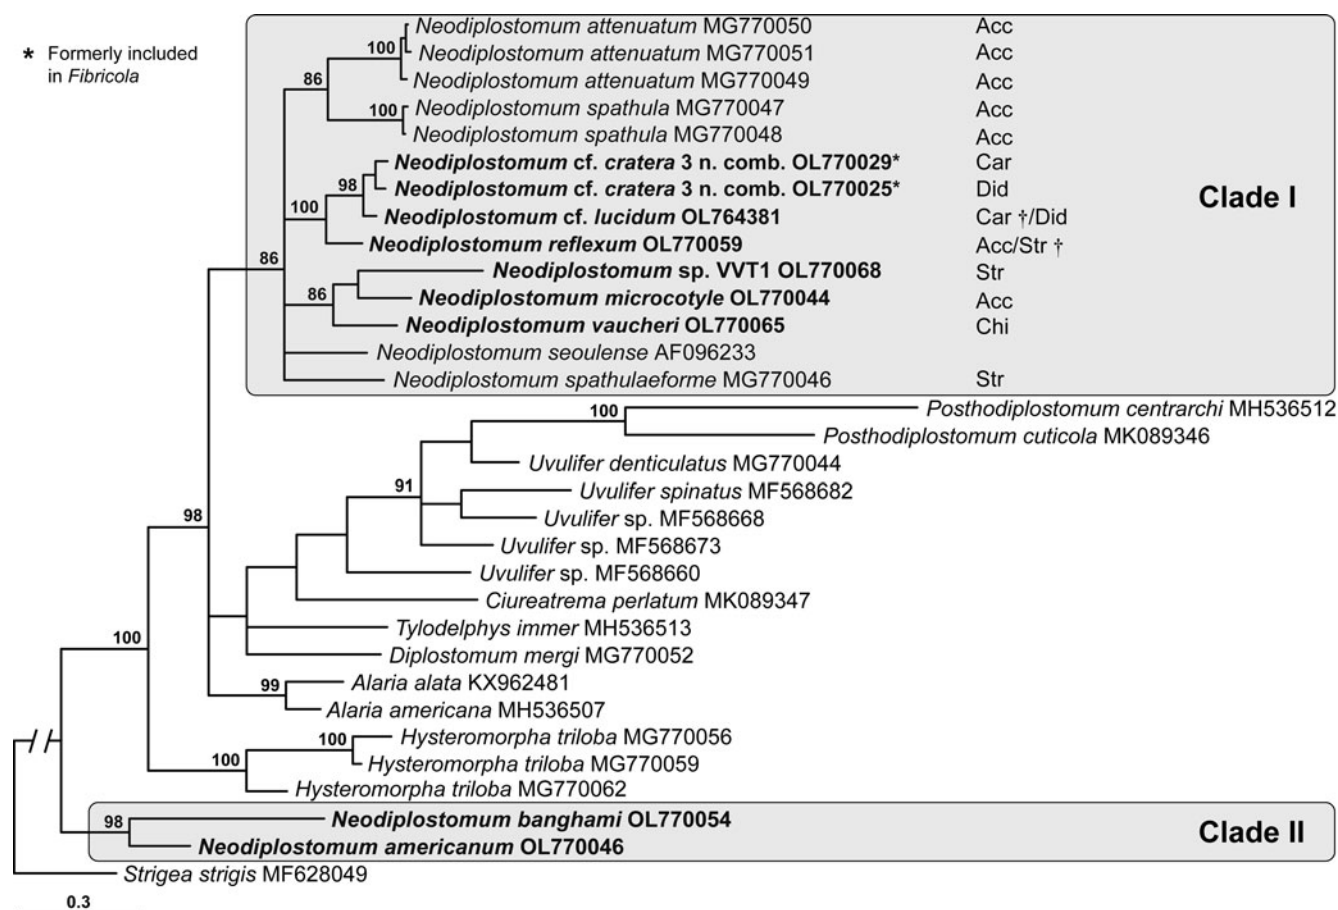 * Formerly included
in Fibricola
Neodiplostomum attenuatum MG770050 Acc
Neodiplostomum attenuatum MG770051 Acc
100
Neodiplostomum attenuatum MG770049 Acc
86
Neodiplostomum spathula MG770047 Acc
100
Neodiplostomum spathula MG770048 Acc
Neodiplostomum cf. cratera 3 n. comb. OL770029* Car
98
Neodiplostomum cf. cratera 3 n. comb. OL770025* Did
Clade I
100
Neodiplostomum cf. lucidum OL764381 Car †/Did
Neodiplostomum reflexum OL770059 Acc/Str †
86
Neodiplostomum sp. VVT1 OL770068 Str
86
Neodiplostomum microcotyle OL770044 Acc
Neodiplostomum vaucheri OL770065 Chi
Neodiplostomum seoulense AF096233
Neodiplostomum spathulaeforme MG770046 Str
100
Posthodiplostomum centrarchi MH536512
Posthodiplostomum cuticola MK089346
Uvulifer denticulatus MG770044
91
Uvulifer spinatus MF568682
Uvulifer sp. MF568668
98
Uvulifer sp. MF568673
Uvulifer sp. MF568660
Ciureatrema perlatum MK089347
Tylodelphys immer MH536513
100
Diplostomum mergi MG770052
99
Alaria alata KX962481
Alaria americana MH536507
100
Hysteromorpha triloba MG770056
100
Hysteromorpha triloba MG770059
Hysteromorpha triloba MG770062
98
Neodiplostomum banghami OL770054
Clade II
Neodiplostomum americanum OL770046
Strigea strigis MF628049
0.3